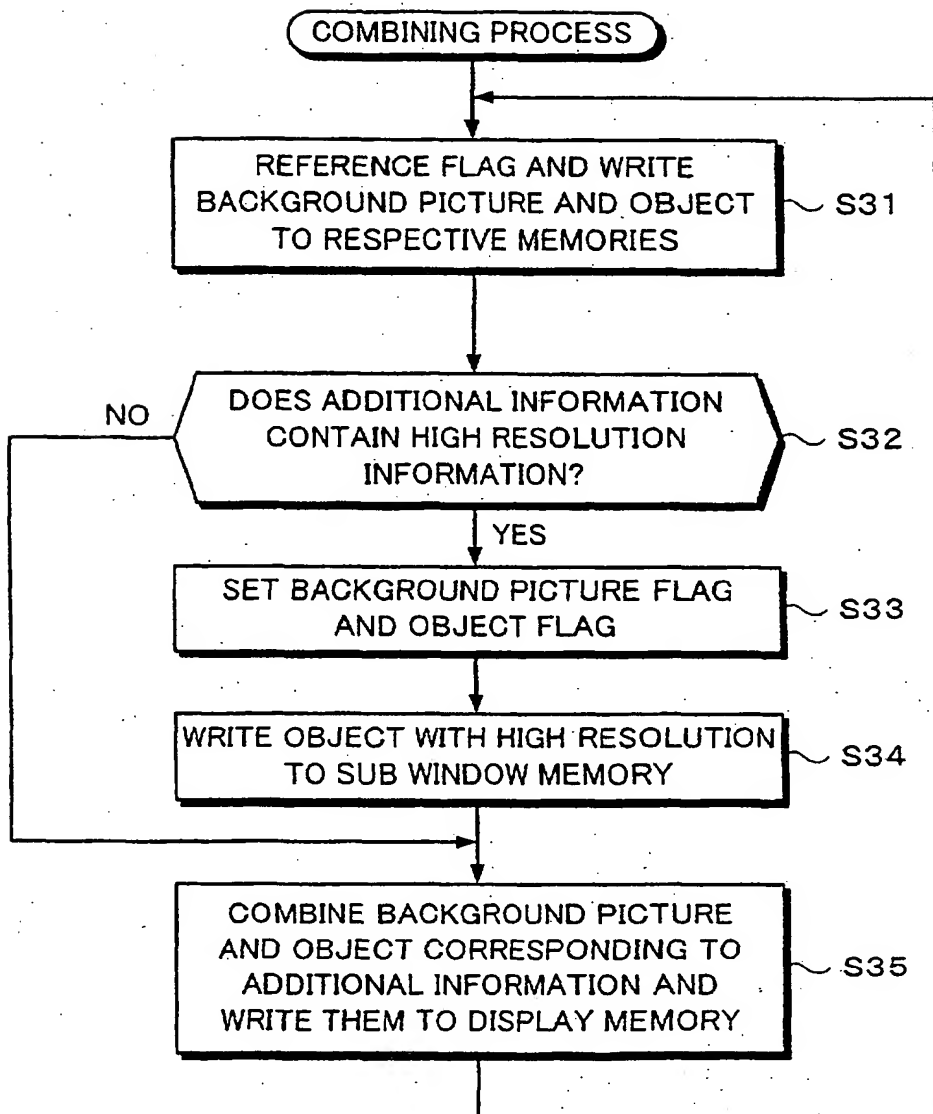 COMBINING PROCESS
REFERENCE FLAG AND WRITE
BACKGROUND PICTURE AND OBJECT
TO RESPECTIVE MEMORIES
S31
DOES ADDITIONAL INFORMATION
CONTAIN HIGH RESOLUTION
INFORMATION?
S32
NO
YES
SET BACKGROUND PICTURE FLAG
AND OBJECT FLAG
S33
WRITE OBJECT WITH HIGH RESOLUTION
TO SUB WINDOW MEMORY
S34
COMBINE BACKGROUND PICTURE
AND OBJECT CORRESPONDING TO
ADDITIONAL INFORMATION AND
WRITE THEM TO DISPLAY MEMORY
S35